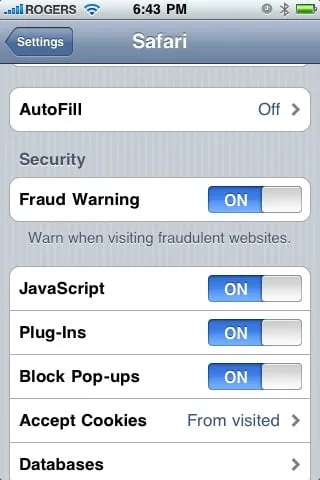 ROGERS 6:43 PM
Settings Safari
AutoFill Off
Security
Fraud Warning ON
Warn when visiting fraudulent websites.
JavaScript ON
Plug-Ins ON
Block Pop-ups ON
Accept Cookies From visited
Databases